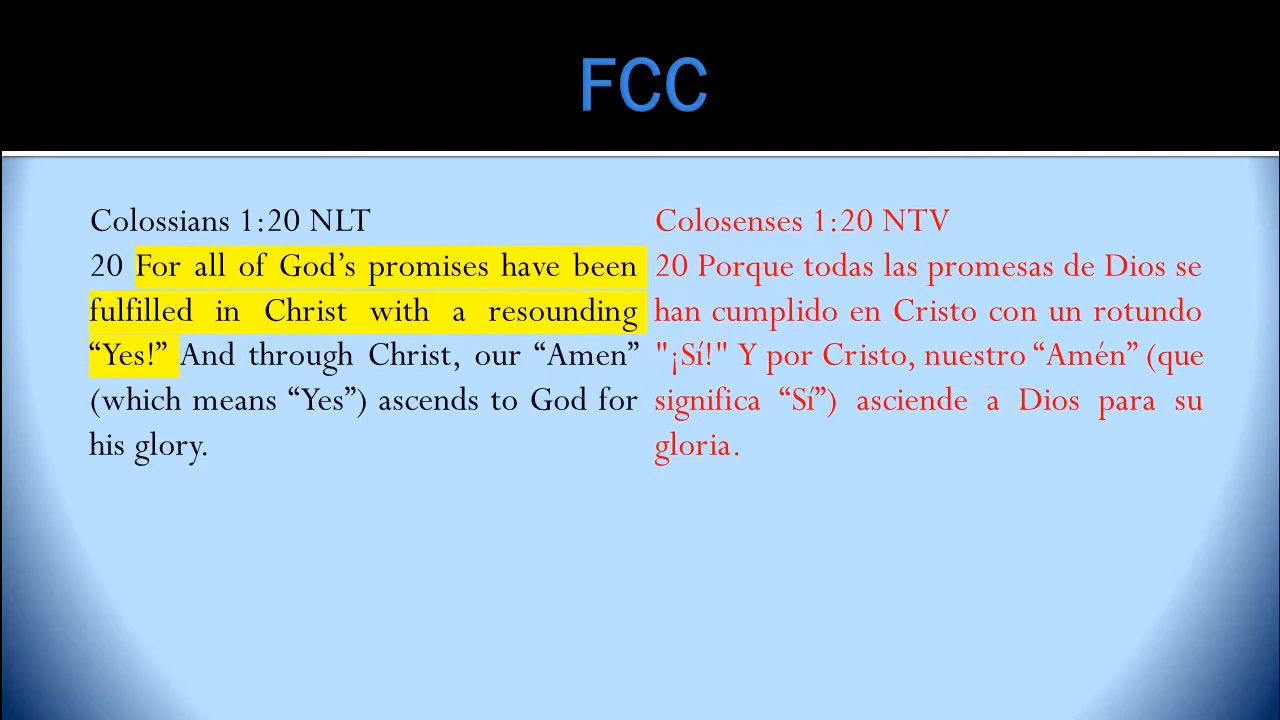 FCC
Colossians 1:20 NLT
20 For all of God’s promises have been
fulfilled in Christ with a resounding
“Yes!” And through Christ, our “Amen”
(which means “Yes”) ascends to God for
his glory.
Colosenses 1:20 NTV
20 Porque todas las promesas de Dios se
han cumplido en Cristo con un rotundo
"¡Sí!" Y por Cristo, nuestro “Amén” (que
significa “Sí”) asciende a Dios para su
gloria.